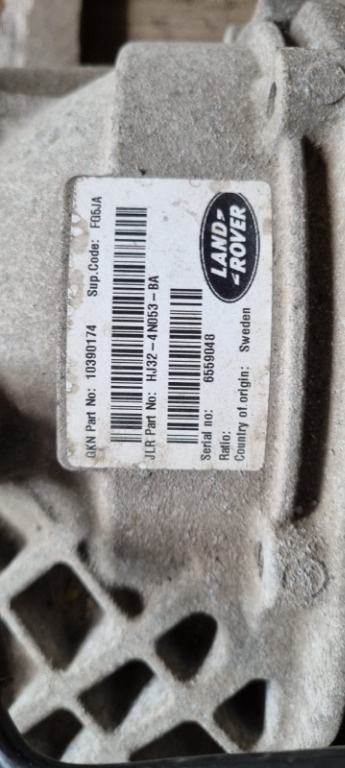 GKN Part No: 10390174 Sup.Code: FG5JA
JLR Part No: HJ32-4N053-BA
Serial no: 6559048
Ratio:
Country of origin: Sweden
LAND-
-ROVER